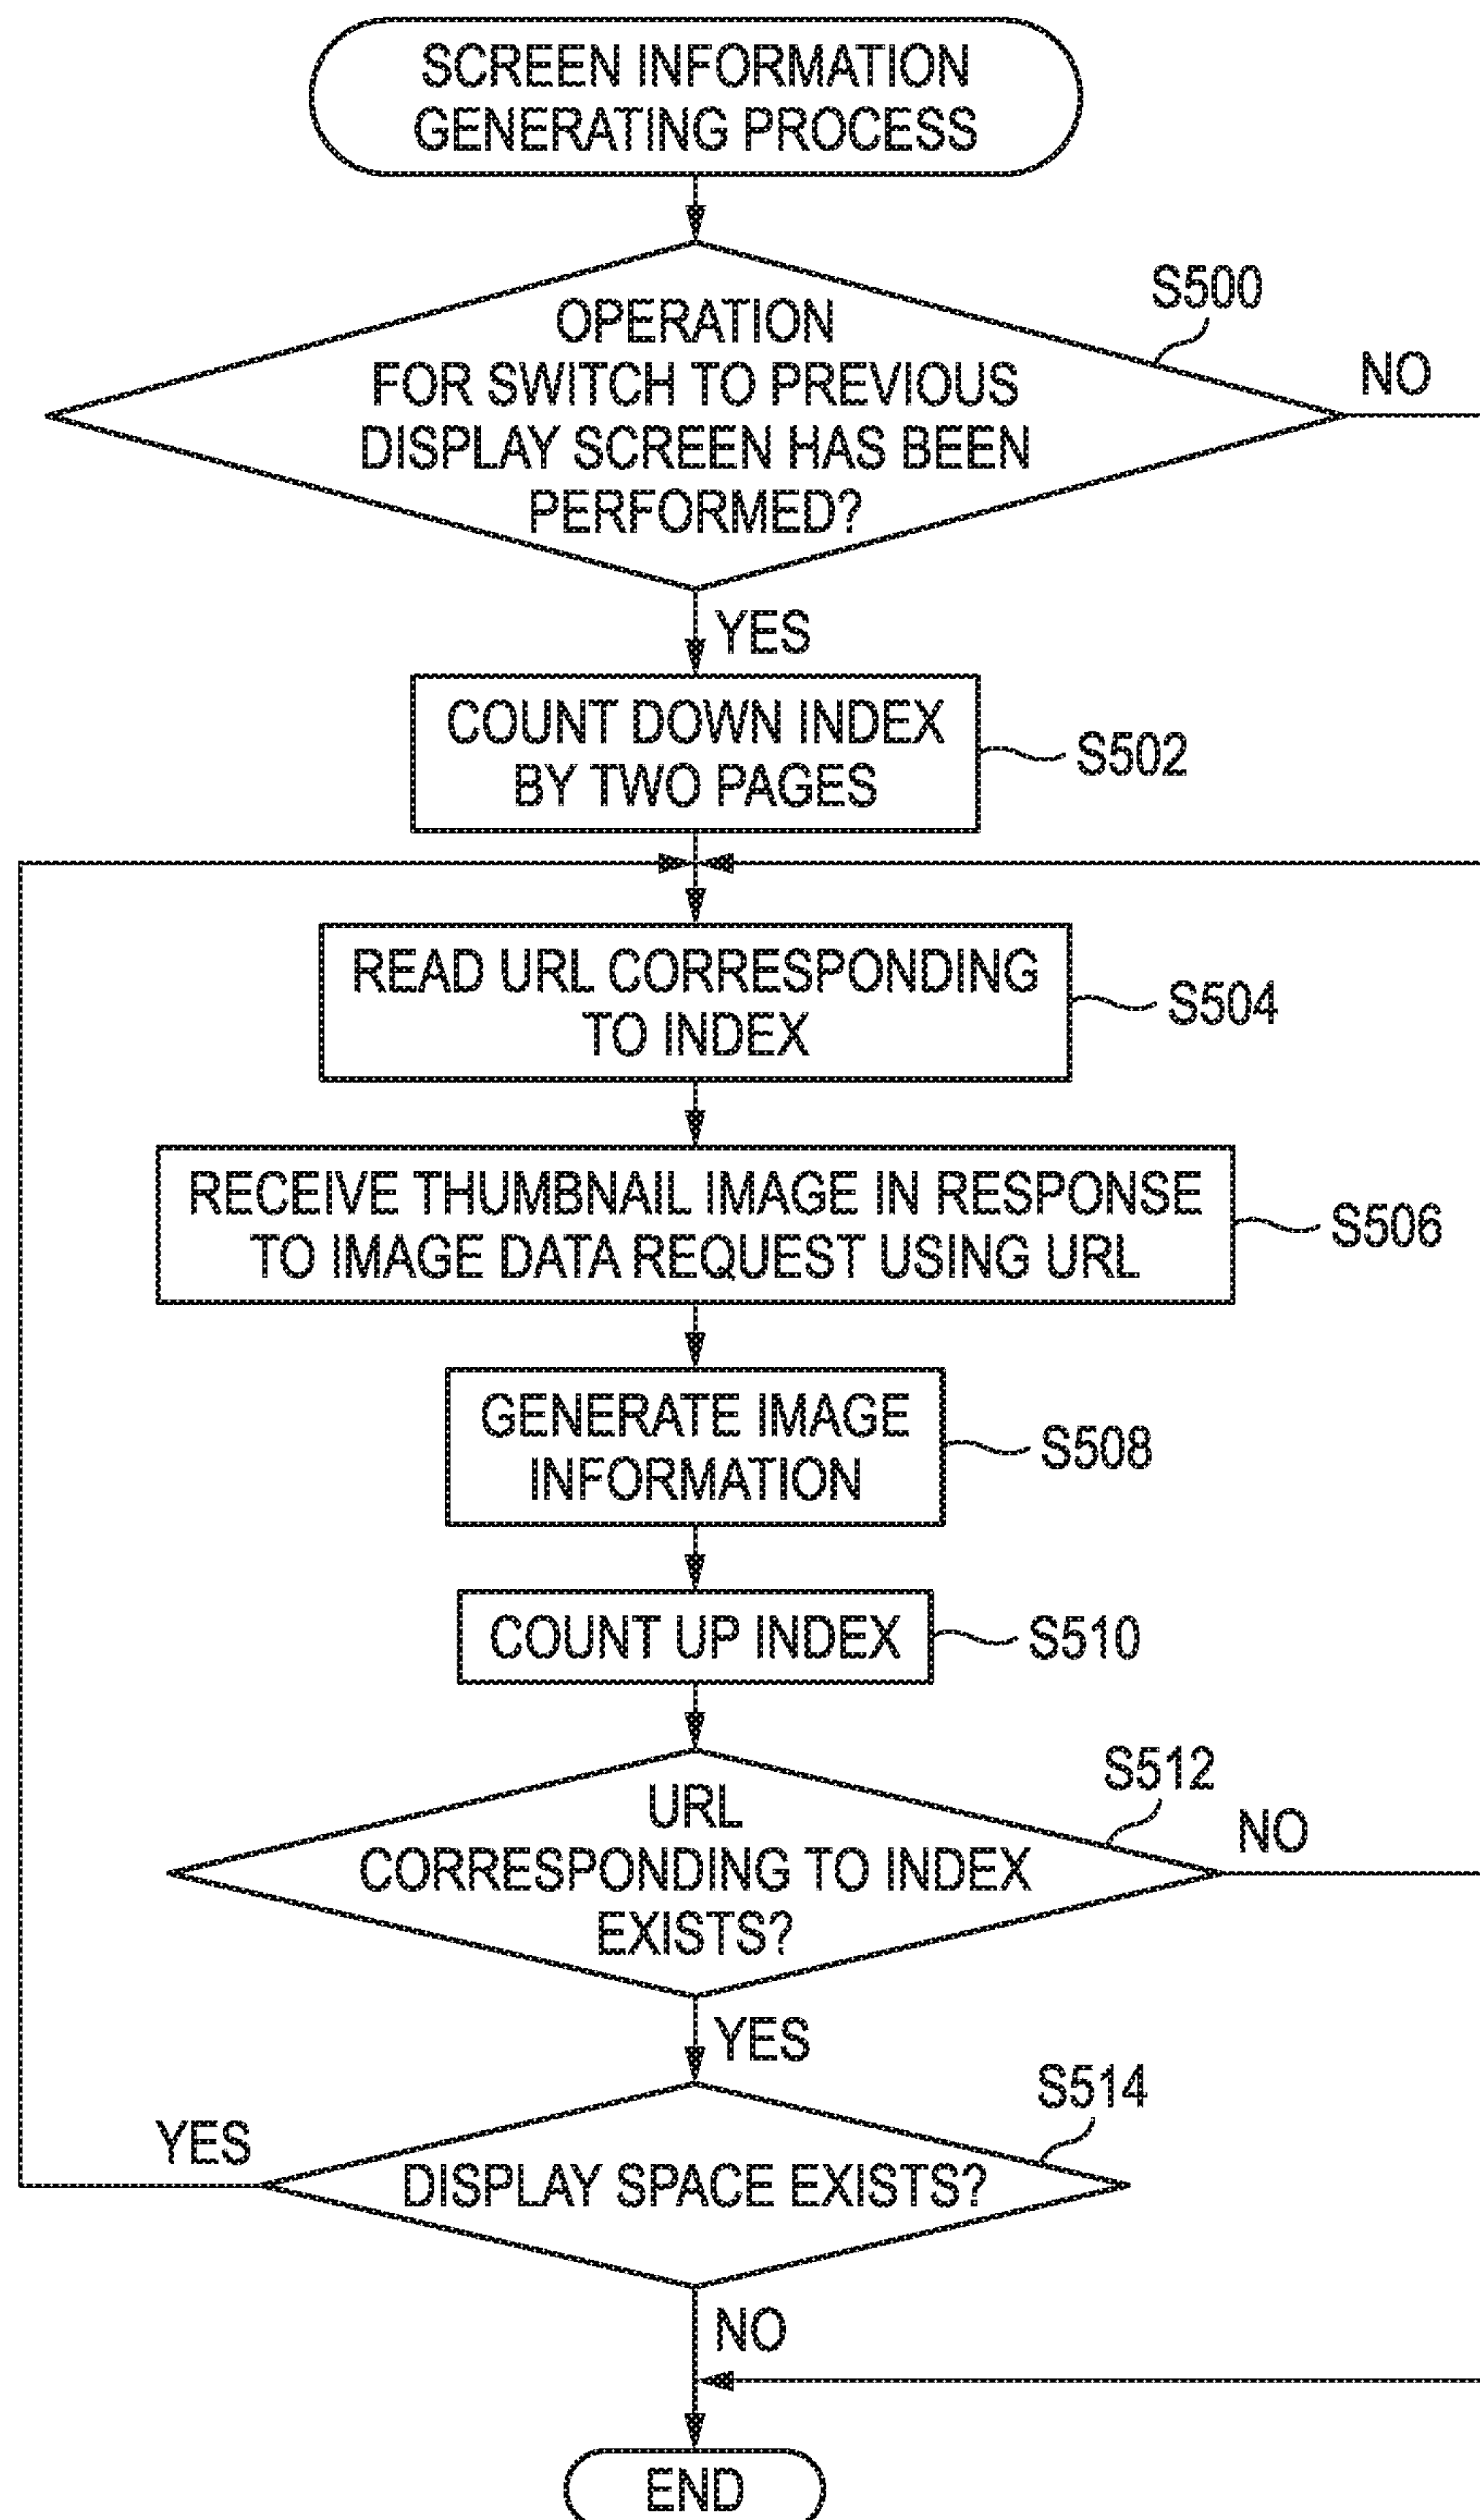 SCREEN INFORMATION
GENERATING PROCESS
S500
OPERATION
FOR SWITCH TO PREVIOUS
DISPLAY SCREEN HAS BEEN
PERFORMED?
NO
YES
COUNT DOWN INDEX
BY TWO PAGES
S502
READ URL CORRESPONDING
TO INDEX
S504
RECEIVE THUMBNAIL IMAGE IN RESPONSE
TO IMAGE DATA REQUEST USING URL
S506
GENERATE IMAGE
INFORMATION
S508
COUNT UP INDEX
S510
S512
URL
CORRESPONDING TO INDEX
EXISTS?
NO
YES
S514
YES
DISPLAY SPACE EXISTS?
NO
END